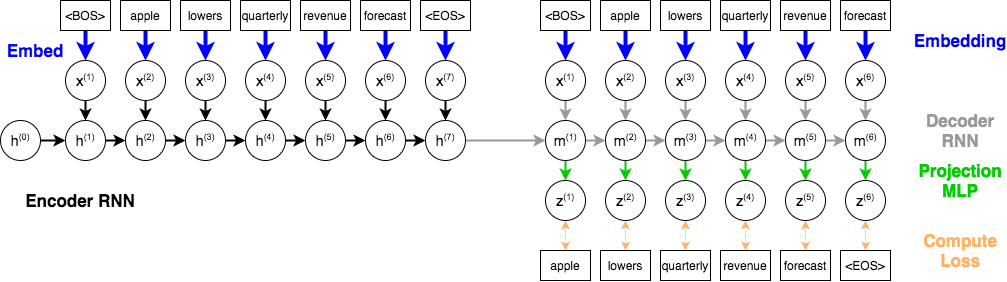 <BOS> apple lowers quarterly revenue forecast <EOS> <BOS> apple lowers quarterly revenue forecast
Embed
Embedding
x(1) x(2) x(3) x(4) x(5) x(6) x(7) x(1) x(2) x(3) x(4) x(5) x(6)
h(0) h(1) h(2) h(3) h(4) h(5) h(6) h(7) m(1) m(2) m(3) m(4) m(5) m(6)
Decoder
RNN
Encoder RNN
z(1) z(2) z(3) z(4) z(5) z(6)
Projection
MLP
apple lowers quarterly revenue forecast <EOS>
Compute
Loss